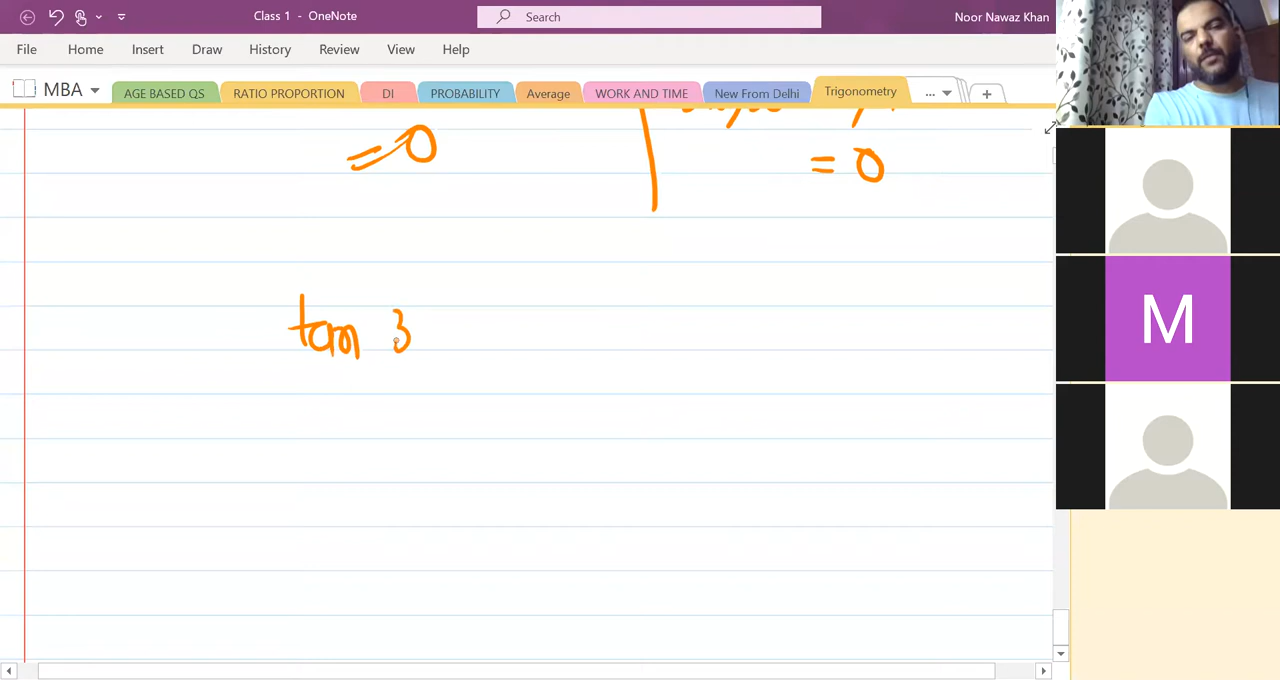 Class 1 - OneNote
Search
Noor Nawaz Khan
File Home Insert Draw History Review View Help
MBA
AGE BASED QS RATIO PROPORTION DI PROBABILITY Average WORK AND TIME New From Delhi Trigonometry ... +
= 0
= 0
tan 3
M